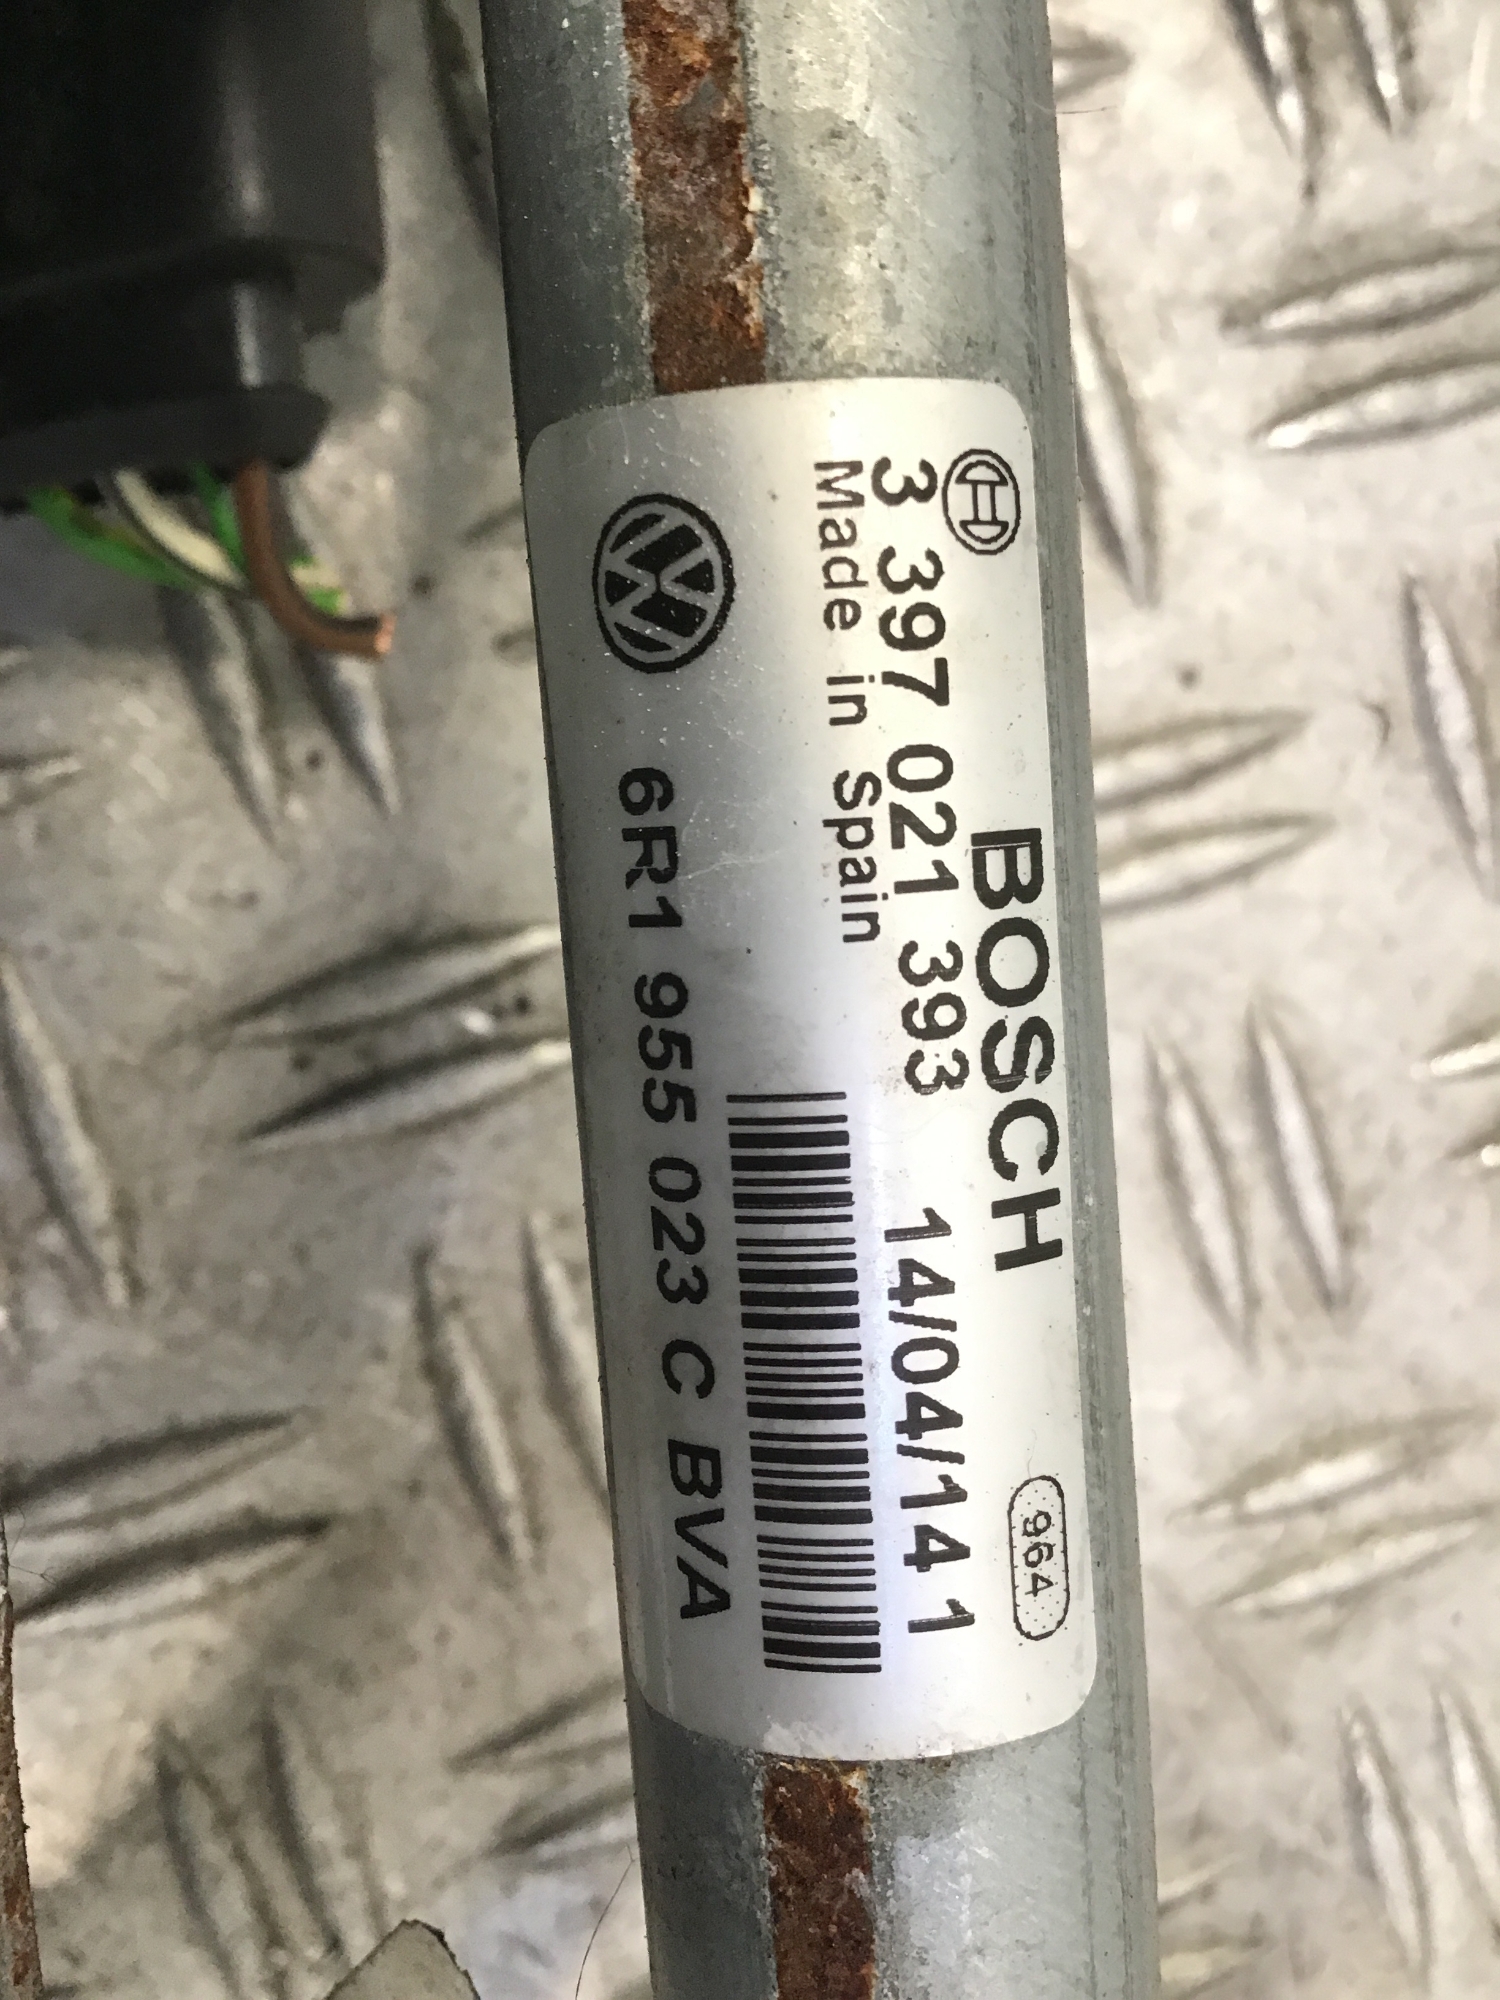 BOSCH
964
3 397 021 393 14/04/14 1
Made in Spain
6R1 955 023 C BVA